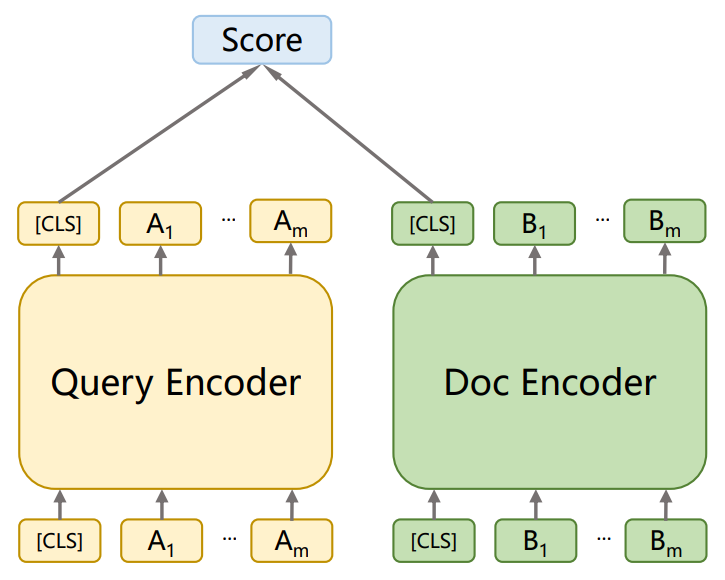 Score
[CLS] A₁ ... Aₘ [CLS] B₁ ... Bₘ
Query Encoder Doc Encoder
[CLS] A₁ ... Aₘ [CLS] B₁ ... Bₘ